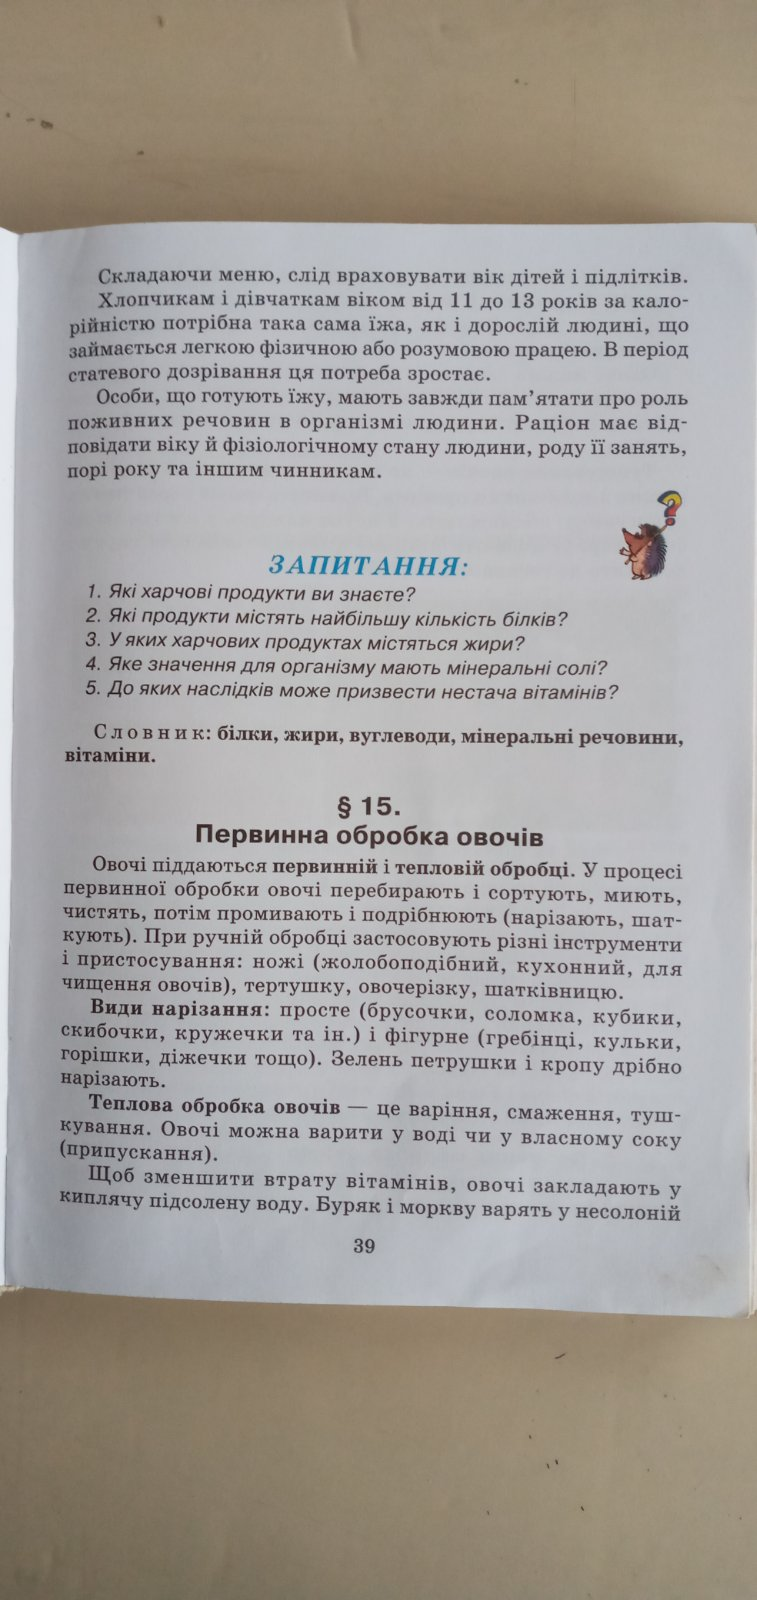 Складаючи меню, слід враховувати вік дітей і підлітків.
Хлопчикам і дівчаткам віком від 11 до 13 років за кало-
рійністю потрібна така сама їжа, як і дорослій людині, що
займається легкою фізичною або розумовою працею. В період
статевого дозрівання ця потреба зростає.
Особи, що готують їжу, мають завжди пам’ятати про роль
поживних речовин в організмі людини. Раціон має від-
повідати віку й фізіологічному стану людини, роду її занять,
порі року та іншим чинникам.
?
ЗАПИТАННЯ:
1. Які харчові продукти ви знаєте?
2. Які продукти містять найбільшу кількість білків?
3. У яких харчових продуктах містяться жири?
4. Яке значення для організму мають мінеральні солі?
5. До яких наслідків може призвести нестача вітамінів?
Словник: білки, жири, вуглеводи, мінеральні речовини,
вітаміни.
§ 15.
Первинна обробка овочів
Овочі піддаються первинній і тепловій обробці. У процесі
первинної обробки овочі перебирають і сортують, миють,
чистять, потім промивають і подрібнюють (нарізають, шат-
кують). При ручній обробці застосовують різні інструменти
і пристосування: ножі (жолобоподібний, кухонний, для
чищення овочів), тертушку, овочерізку, шатківницю.
Види нарізання: просте (брусочки, соломка, кубики,
скибочки, кружечки та ін.) і фігурне (гребінці, кульки,
горішки, діжечки тощо). Зелень петрушки і кропу дрібно
нарізають.
Теплова обробка овочів — це варіння, смаження, туш-
кування. Овочі можна варити у воді чи у власному соку
(припускання).
Щоб зменшити втрату вітамінів, овочі закладають у
киплячу підсолену воду. Буряк і моркву варять у несолоній
39